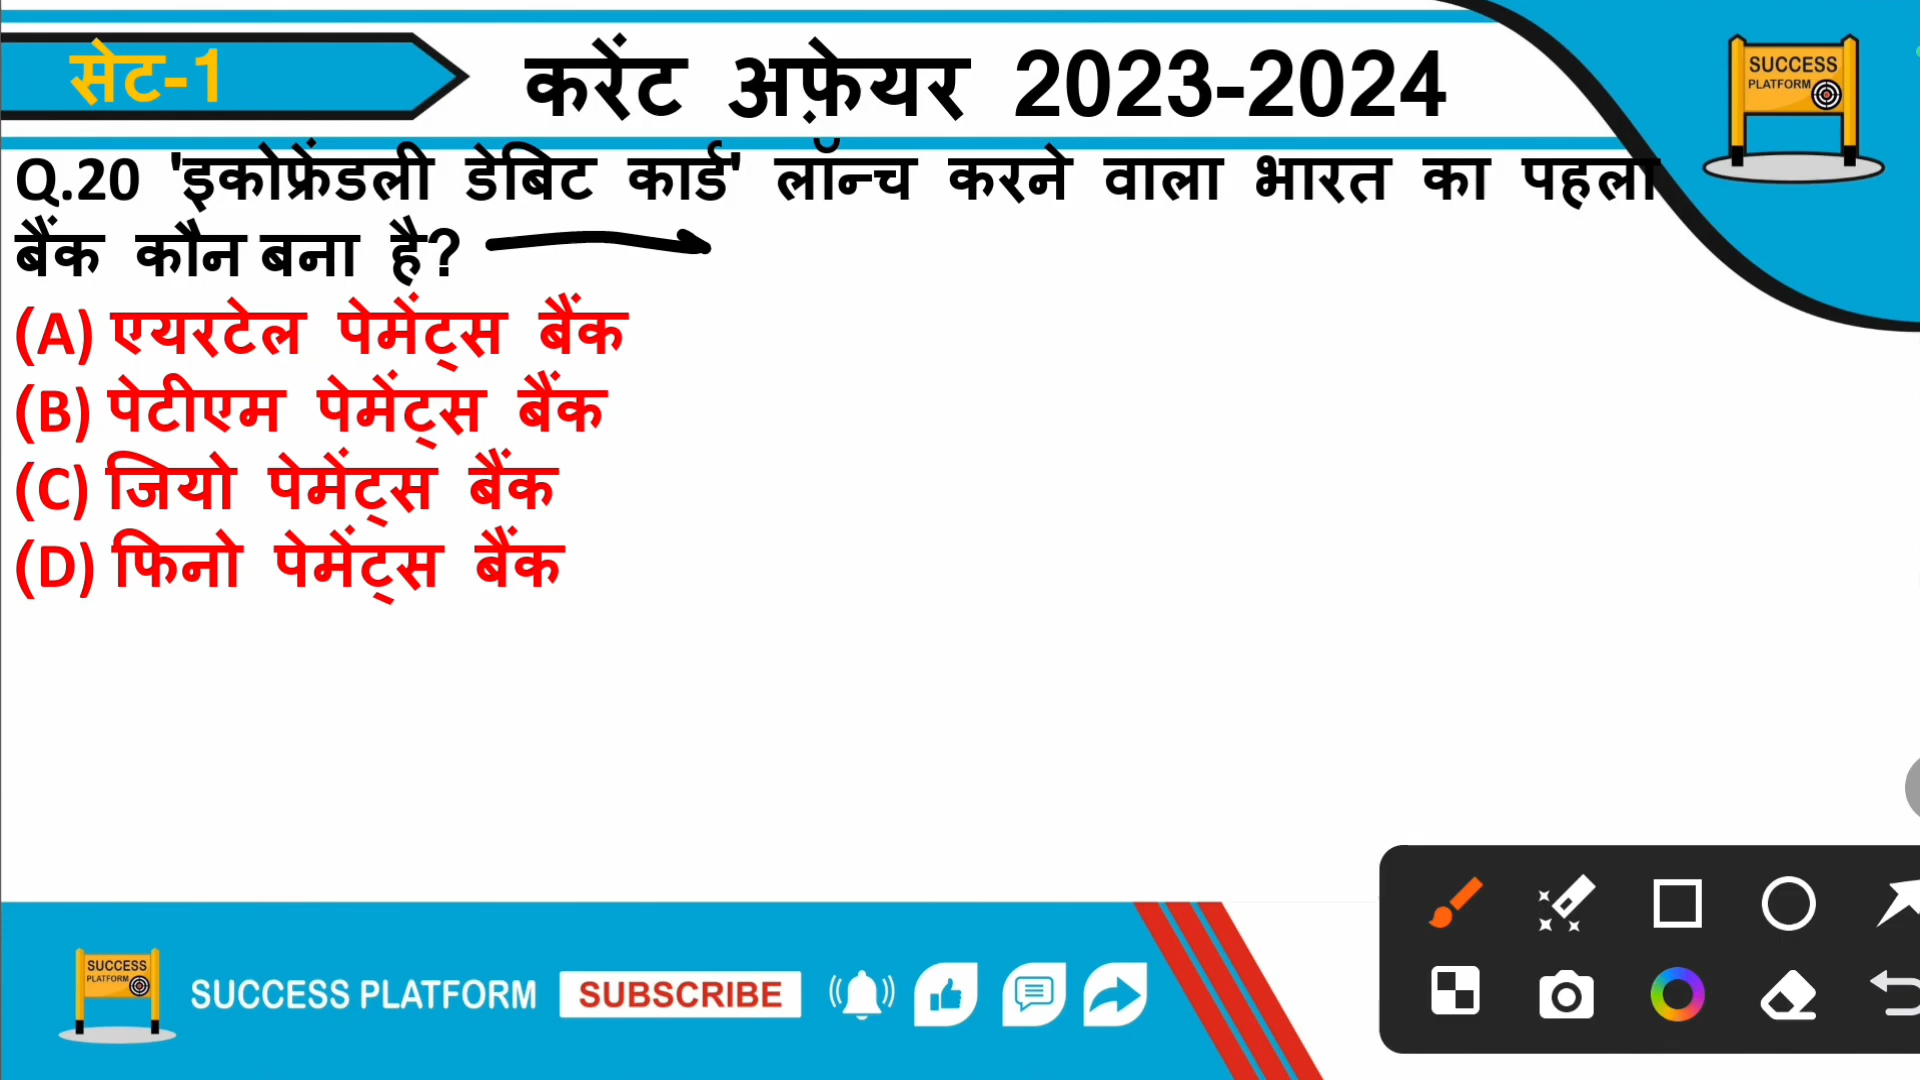 सेट-1
करेंट अफ़ेयर 2023-2024
SUCCESS
PLATFORM
Q.20 'इकोफ्रेंडली डेबिट कार्ड' लॉन्च करने वाला भारत का पहला
बैंक कौन बना है?
(A) एयरटेल पेमेंट्स बैंक
(B) पेटीएम पेमेंट्स बैंक
(C) जियो पेमेंट्स बैंक
(D) फिनो पेमेंट्स बैंक
SUCCESS
PLATFORM
SUCCESS PLATFORM
SUBSCRIBE